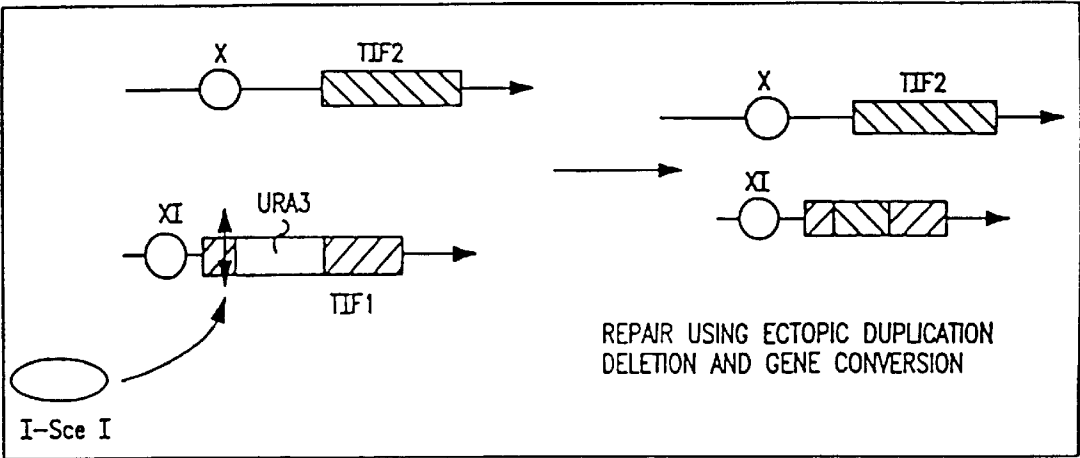 X
TIF2
XI
URA3
TIF1
I-Sce I
X
TIF2
XI
REPAIR USING ECTOPIC DUPLICATION
DELETION AND GENE CONVERSION